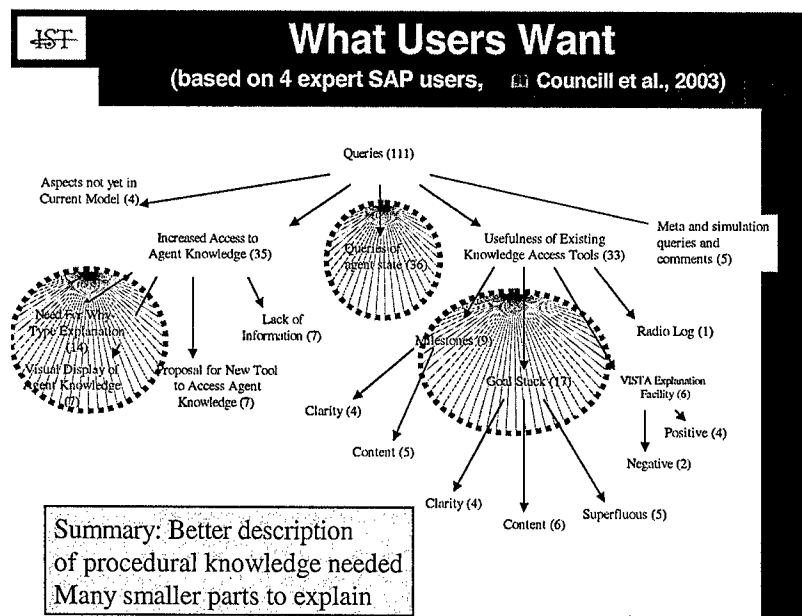 IST
What Users Want
(based on 4 expert SAP users, Councill et al., 2003)
Queries (111)
Aspects not yet in
Current Model (4)
Increased Access to
Agent Knowledge (35)
Queries of
agent state (36)
Usefulness of Existing
Knowledge Access Tools (33)
Meta and simulation
queries and
comments (5)
Need For Why-
Type Explanation
(14)
Visual Display of
Agent Knowledge
(7)
Proposal for New Tool
to Access Agent
Knowledge (7)
Lack of
Information (7)
Milestones (9)
Clarity (4)
Content (5)
Goal Stack (17)
Clarity (4)
Content (6)
Superfluous (5)
VISTA Explanation
Facility (6)
Positive (4)
Negative (2)
Radio Log (1)
Summary: Better description
of procedural knowledge needed
Many smaller parts to explain